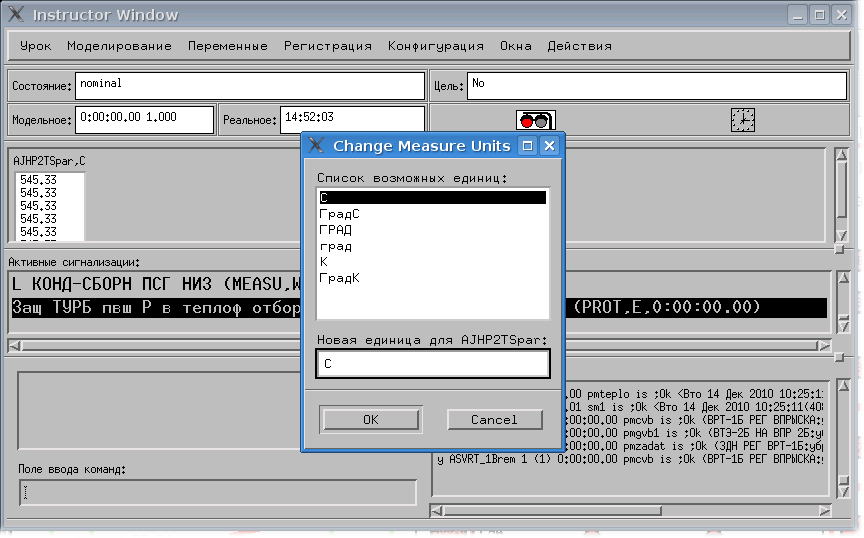 Instructor Window
Урок Моделирование Переменные Регистрация Конфигурация Окна Действия
Состояние: nominal Цель: No
Модельное: 0:00:00.00 1.000 Реальное: 14:52:03
AJHP2TSpar,C
545.33
545.33
545.33
545.33
545.33
Активные сигнализации:
L КОНД-СБОРН ПСГ НИЗ (MEASU,W
Защ ТУРБ пвш Р в теплоф отбор (PROT,E,0:00:00.00)
Change Measure Units
Список возможных единиц:
C
ГрадC
ГРАД
град
K
ГрадK
Новая единица для AJHP2TSpar:
C
OK Cancel
.00 pmteplo is ;Ok <Вто 14 Дек 2010 10:25:1
.01 sm1 is ;Ok <Вто 14 Дек 2010 10:25:11(40
0:00:00.00 pmcvb is ;Ok (ВРТ-1Б РЕГ ВПРЫСКА:
0:00:00.00 pmgvb1 is ;Ok (ВТЭ-2Б НА ВПР 2Б:у
0:00:00.00 pmzadat is ;Ok (ЗДН РЕГ ВРТ-1Б:уб
y ASVRT_1Brem 1 (1) 0:00:00.00 pmcvb is ;Ok (ВРТ-1Б РЕГ ВПРЫСКА:
Поле ввода команд: